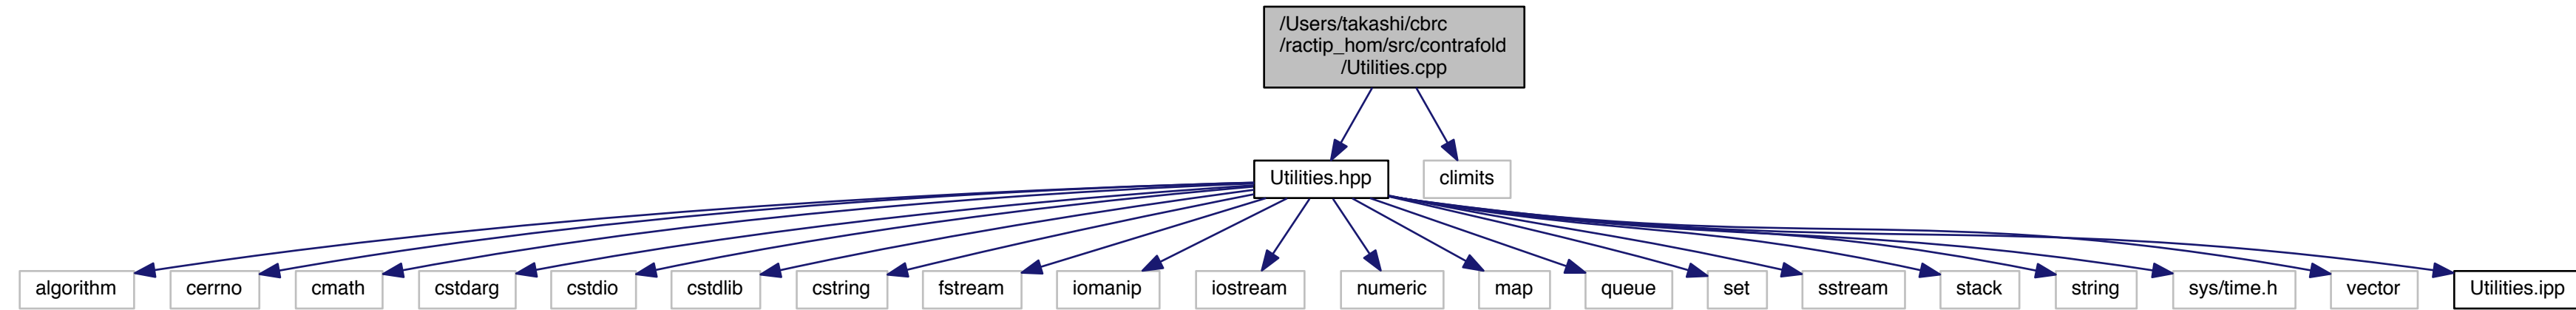 /Users/takashi/cbrc
/ractip_hom/src/contrafold
/Utilities.cpp
Utilities.hpp
climits
algorithm
cerrno
cmath
cstdarg
cstdio
cstdlib
cstring
fstream
iomanip
iostream
numeric
map
queue
set
sstream
stack
string
sys/time.h
vector
Utilities.ipp